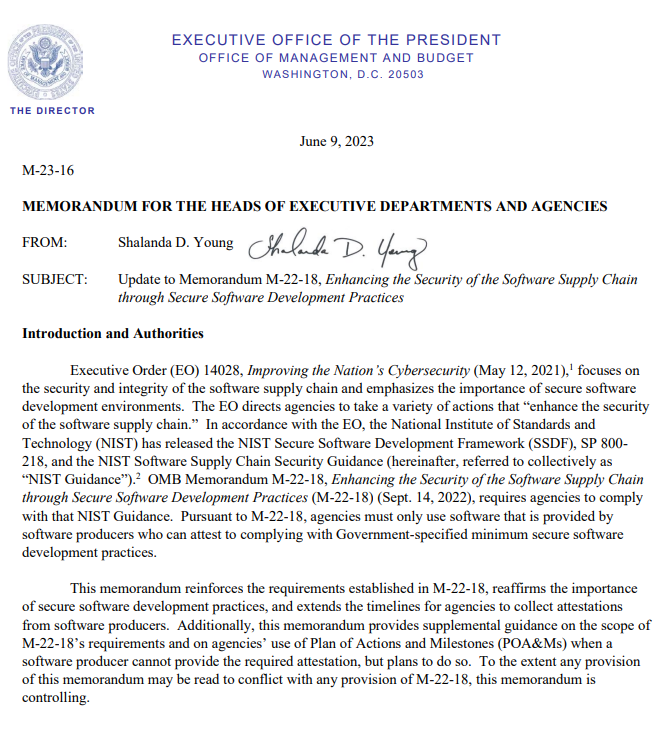 EXECUTIVE OFFICE OF THE PRESIDENT
OFFICE OF MANAGEMENT AND BUDGET
WASHINGTON, D.C. 20503
THE DIRECTOR
June 9, 2023
M-23-16
MEMORANDUM FOR THE HEADS OF EXECUTIVE DEPARTMENTS AND AGENCIES
FROM: Shalanda D. Young Shalanda D. Young
SUBJECT: Update to Memorandum M-22-18, Enhancing the Security of the Software Supply Chain
through Secure Software Development Practices
Introduction and Authorities
Executive Order (EO) 14028, Improving the Nation's Cybersecurity (May 12, 2021),¹ focuses on
the security and integrity of the software supply chain and emphasizes the importance of secure software
development environments. The EO directs agencies to take a variety of actions that “enhance the security
of the software supply chain.” In accordance with the EO, the National Institute of Standards and
Technology (NIST) has released the NIST Secure Software Development Framework (SSDF), SP 800-
218, and the NIST Software Supply Chain Security Guidance (hereinafter, referred to collectively as
“NIST Guidance”).² OMB Memorandum M-22-18, Enhancing the Security of the Software Supply Chain
through Secure Software Development Practices (M-22-18) (Sept. 14, 2022), requires agencies to comply
with that NIST Guidance. Pursuant to M-22-18, agencies must only use software that is provided by
software producers who can attest to complying with Government-specified minimum secure software
development practices.
This memorandum reinforces the requirements established in M-22-18, reaffirms the importance
of secure software development practices, and extends the timelines for agencies to collect attestations
from software producers. Additionally, this memorandum provides supplemental guidance on the scope of
M-22-18's requirements and on agencies' use of Plan of Actions and Milestones (POA&Ms) when a
software producer cannot provide the required attestation, but plans to do so. To the extent any provision
of this memorandum may be read to conflict with any provision of M-22-18, this memorandum is
controlling.